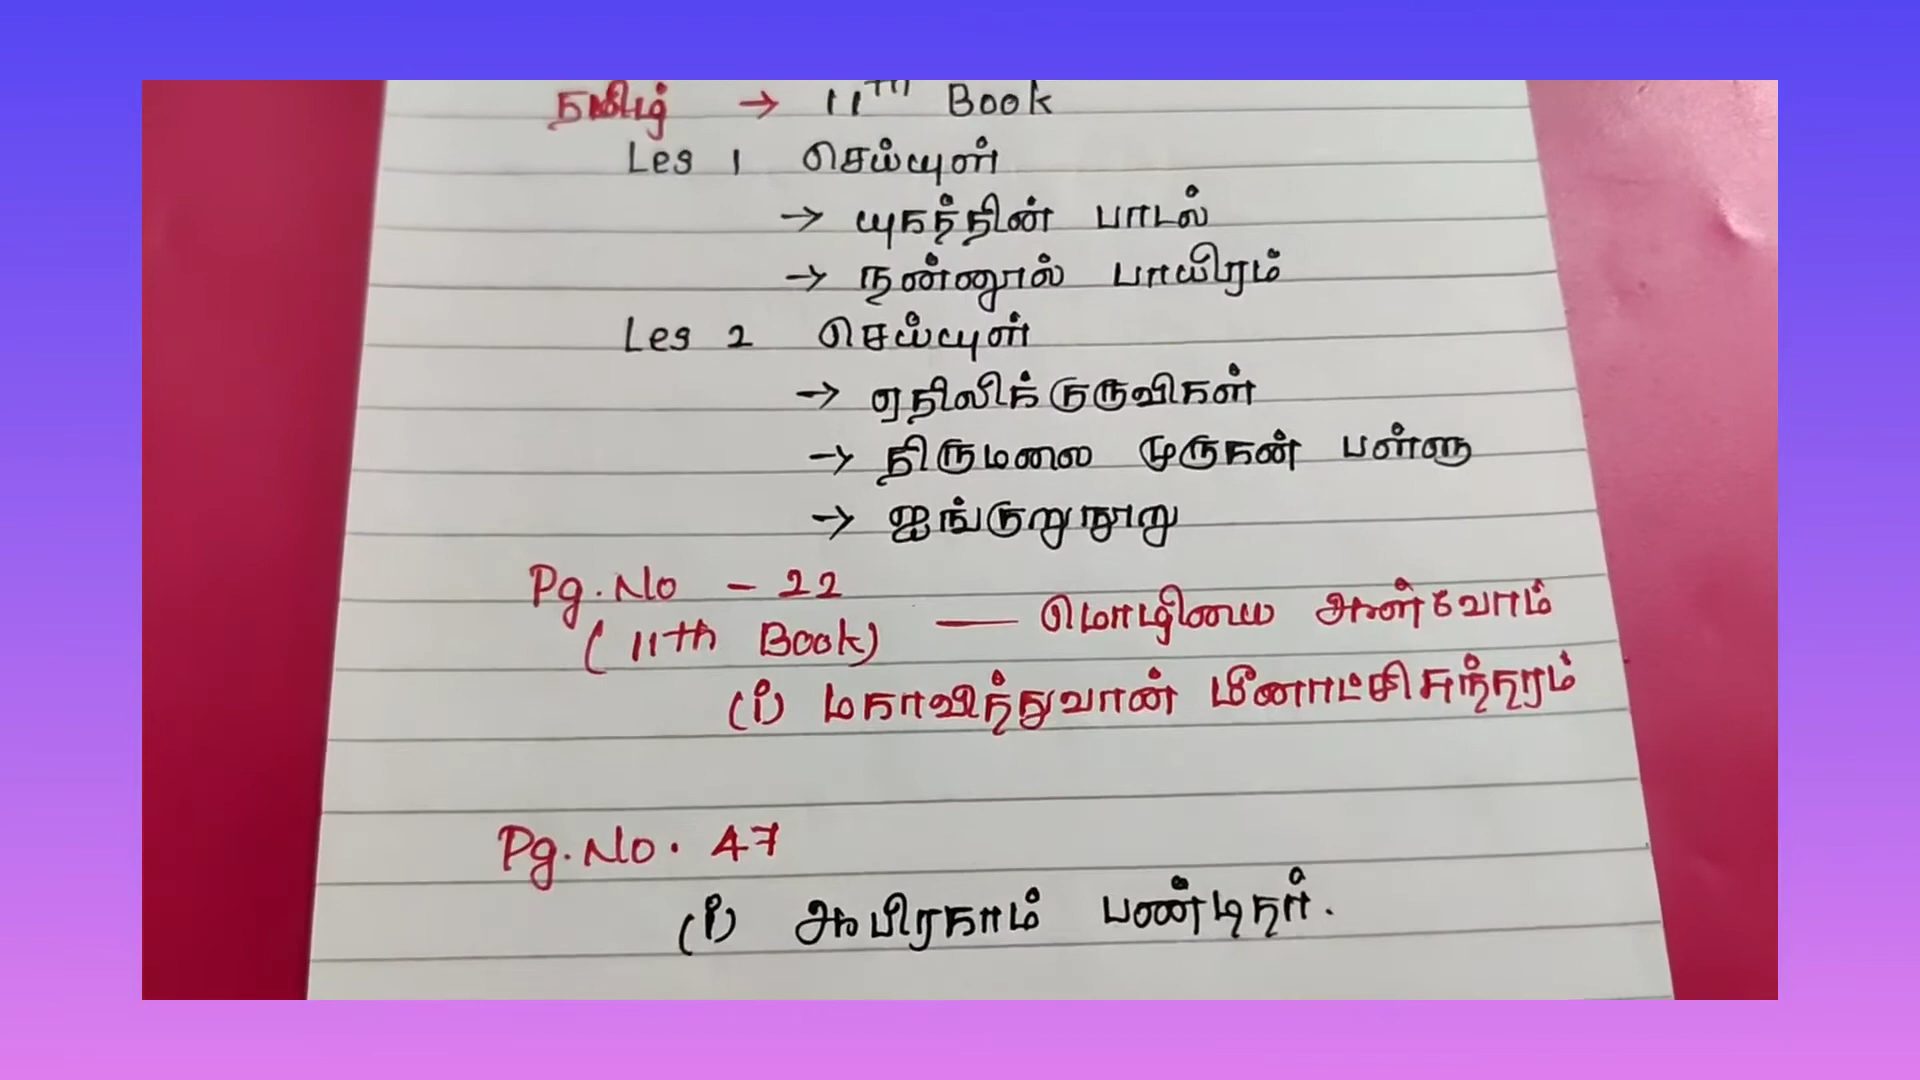 தமிழ் → 11TH Book
Les 1 செய்யுள்
→ யுகத்தின் பாடல்
→ நன்னூல் பாயிரம்
Les 2 செய்யுள்
→ ஏதிலிக்குருவிகள்
→ திருமலை முருகன் பள்ளு
→ ஐங்குறுநூறு
Pg.No - 22
(11th Book) — மொழியை ஆள்வோம்
(i) மகாவித்துவான் மீனாட்சிசுந்தரம்
Pg.No. 47
(i) ஆபிரகாம் பண்டிதர்.